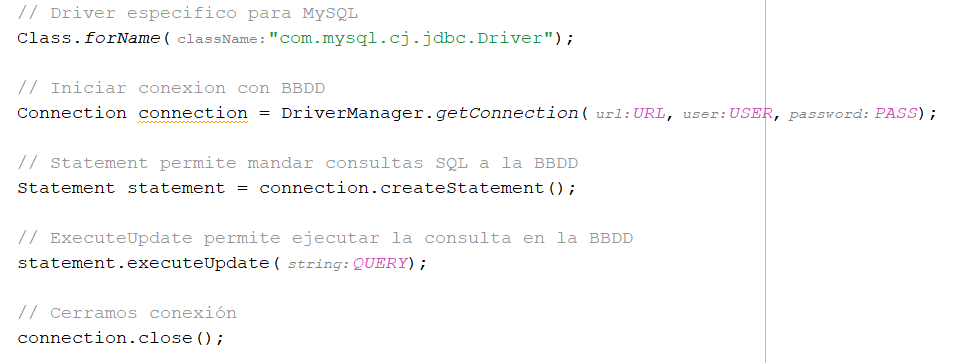 // Driver especifico para MySQL
Class.forName( className: "com.mysql.cj.jdbc.Driver");
// Iniciar conexion con BBDD
Connection connection = DriverManager.getConnection( url: URL, user: USER, password: PASS);
// Statement permite mandar consultas SQL a la BBDD
Statement statement = connection.createStatement();
// ExecuteUpdate permite ejecutar la consulta en la BBDD
statement.executeUpdate( string: QUERY);
// Cerramos conexión
connection.close();